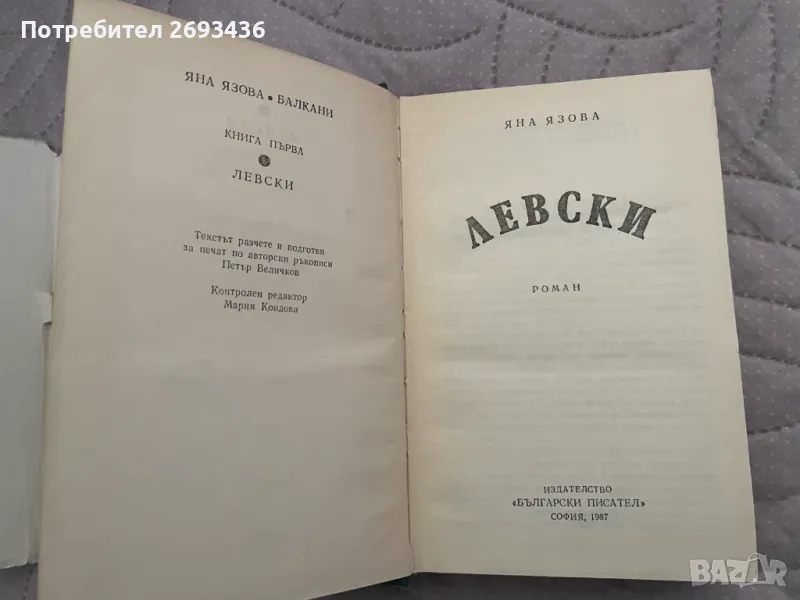 Потребител 2693436
ЯНА ЯЗОВА • БАЛКАНИ
КНИГА ПЪРВА
ЛЕВСКИ
Текстът разчете и подготви
за печат по авторски ръкописи
Петър Величков
Контролен редактор
Мария Кондова
ЯНА ЯЗОВА
ЛЕВСКИ
РОМАН
ИЗДАТЕЛСТВО
«БЪЛГАРСКИ ПИСАТЕЛ»
СОФИЯ, 1987
BAZAR